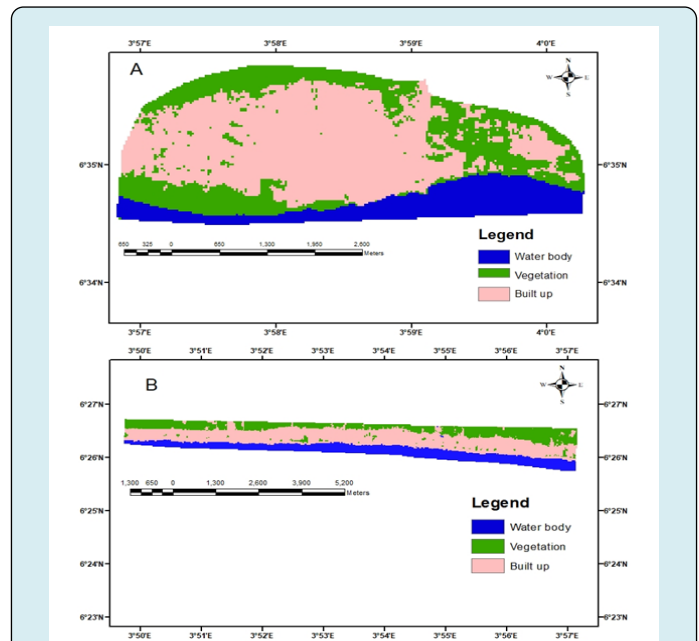 3°57'E 3°58'E 3°59'E 4°0'E
A
N
W E
S
6°35'N 6°35'N
650 325 0 650 1,300 1,950 2,600
Meters
Legend
Water body
Vegetation
Built up
6°34'N 6°34'N
3°57'E 3°58'E 3°59'E 4°0'E
3°50'E 3°51'E 3°52'E 3°53'E 3°54'E 3°55'E 3°56'E 3°57'E
B
N
W E
S
6°27'N 6°27'N
6°26'N 6°26'N
1,300 650 0 1,300 2,600 3,900 5,200
Meters
Legend
Water body
Vegetation
Built up
6°25'N 6°25'N
6°24'N 6°24'N
6°23'N 6°23'N
3°50'E 3°51'E 3°52'E 3°53'E 3°54'E 3°55'E 3°56'E 3°57'E